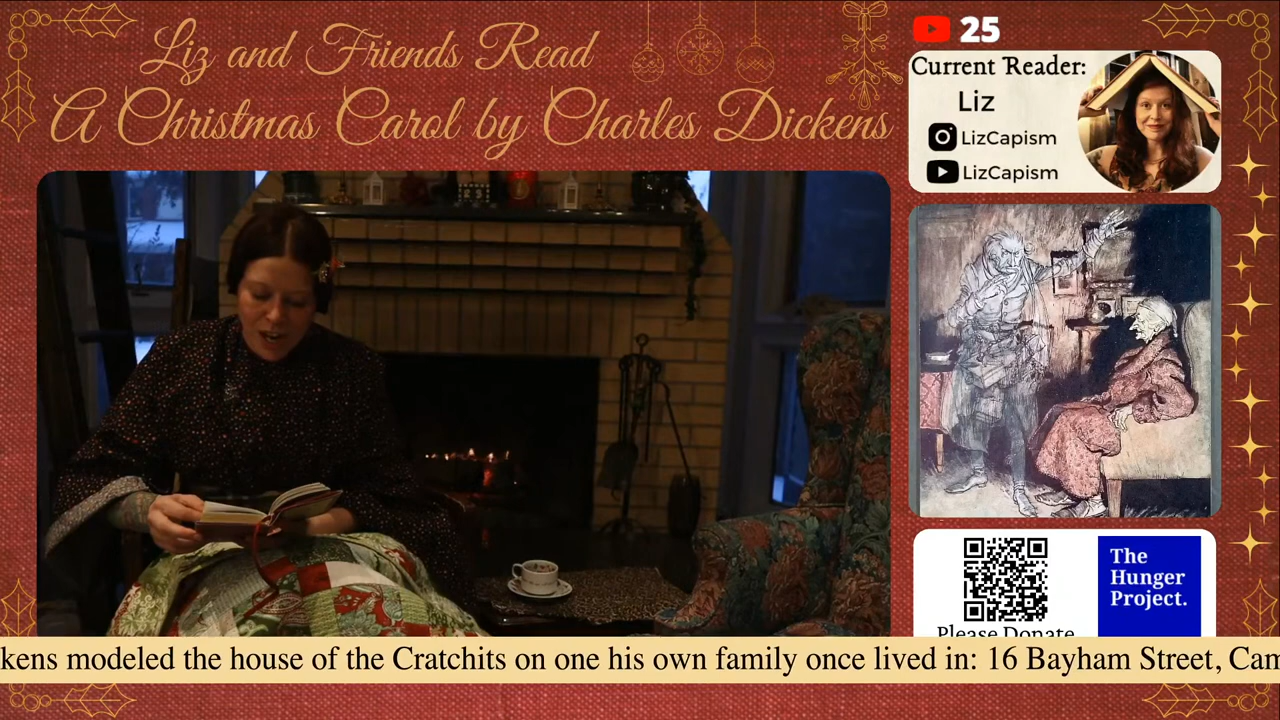 Liz and Friends Read
A Christmas Carol by Charles Dickens
25
Current Reader:
Liz
LizCapism
LizCapism
The
Hunger
Project.
Please Donate
kens modeled the house of the Cratchits on one his own family once lived in: 16 Bayham Street, Cam